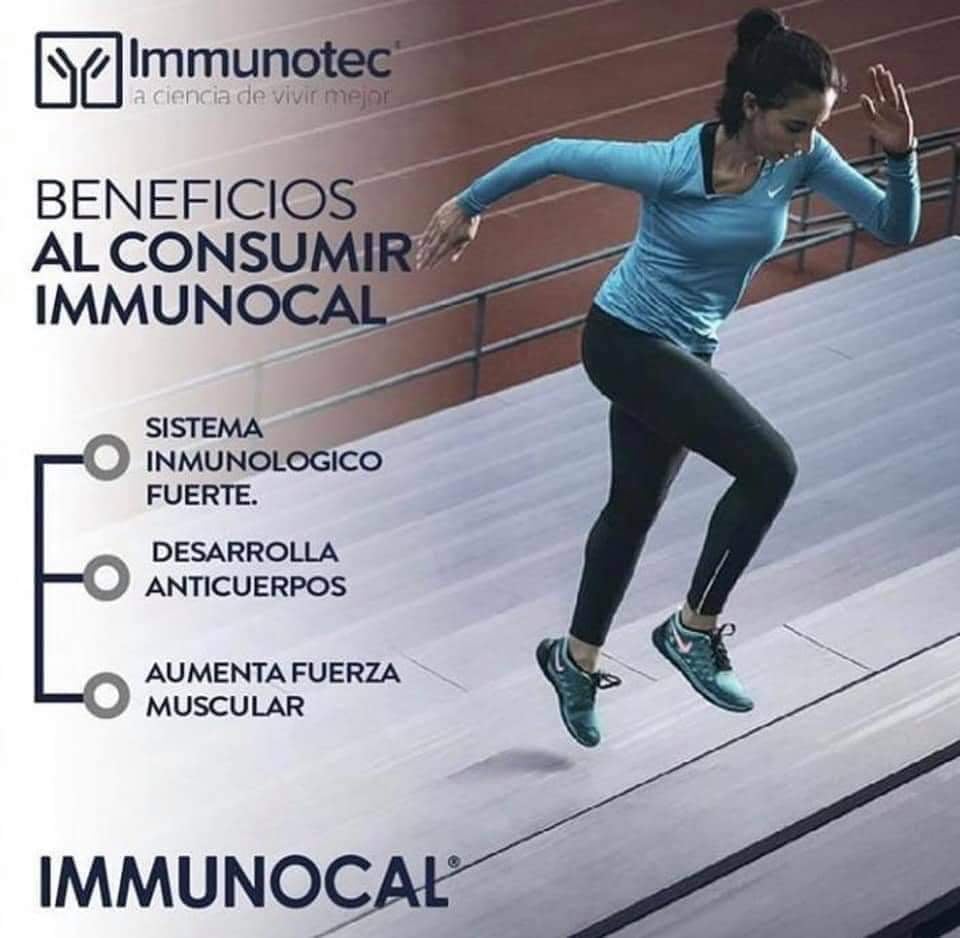 Immunotec®
la ciencia de vivir mejor
BENEFICIOS
AL CONSUMIR
IMMUNOCAL
SISTEMA
INMUNOLOGICO
FUERTE.
DESARROLLA
ANTICUERPOS
AUMENTA FUERZA
MUSCULAR
IMMUNOCAL®